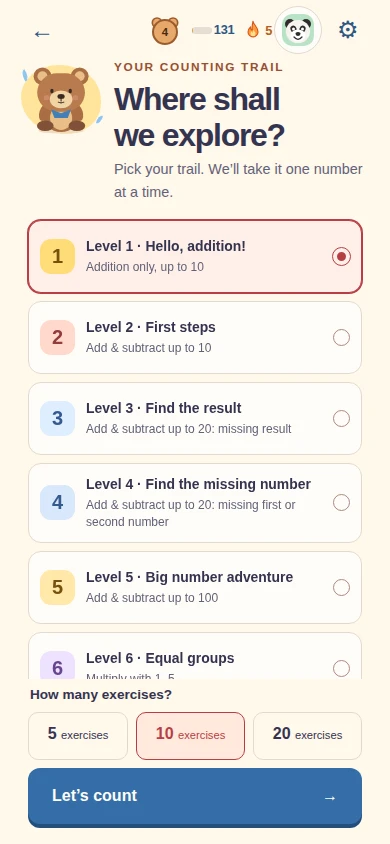 ←
4
131
5
YOUR COUNTING TRAIL
Where shall
we explore?
Pick your trail. We’ll take it one number
at a time.
1
Level 1 · Hello, addition!
Addition only, up to 10
2
Level 2 · First steps
Add & subtract up to 10
3
Level 3 · Find the result
Add & subtract up to 20: missing result
4
Level 4 · Find the missing number
Add & subtract up to 20: missing first or
second number
5
Level 5 · Big number adventure
Add & subtract up to 100
6
Level 6 · Equal groups
Multiply with 1–5
How many exercises?
5 exercises
10 exercises
20 exercises
Let’s count →